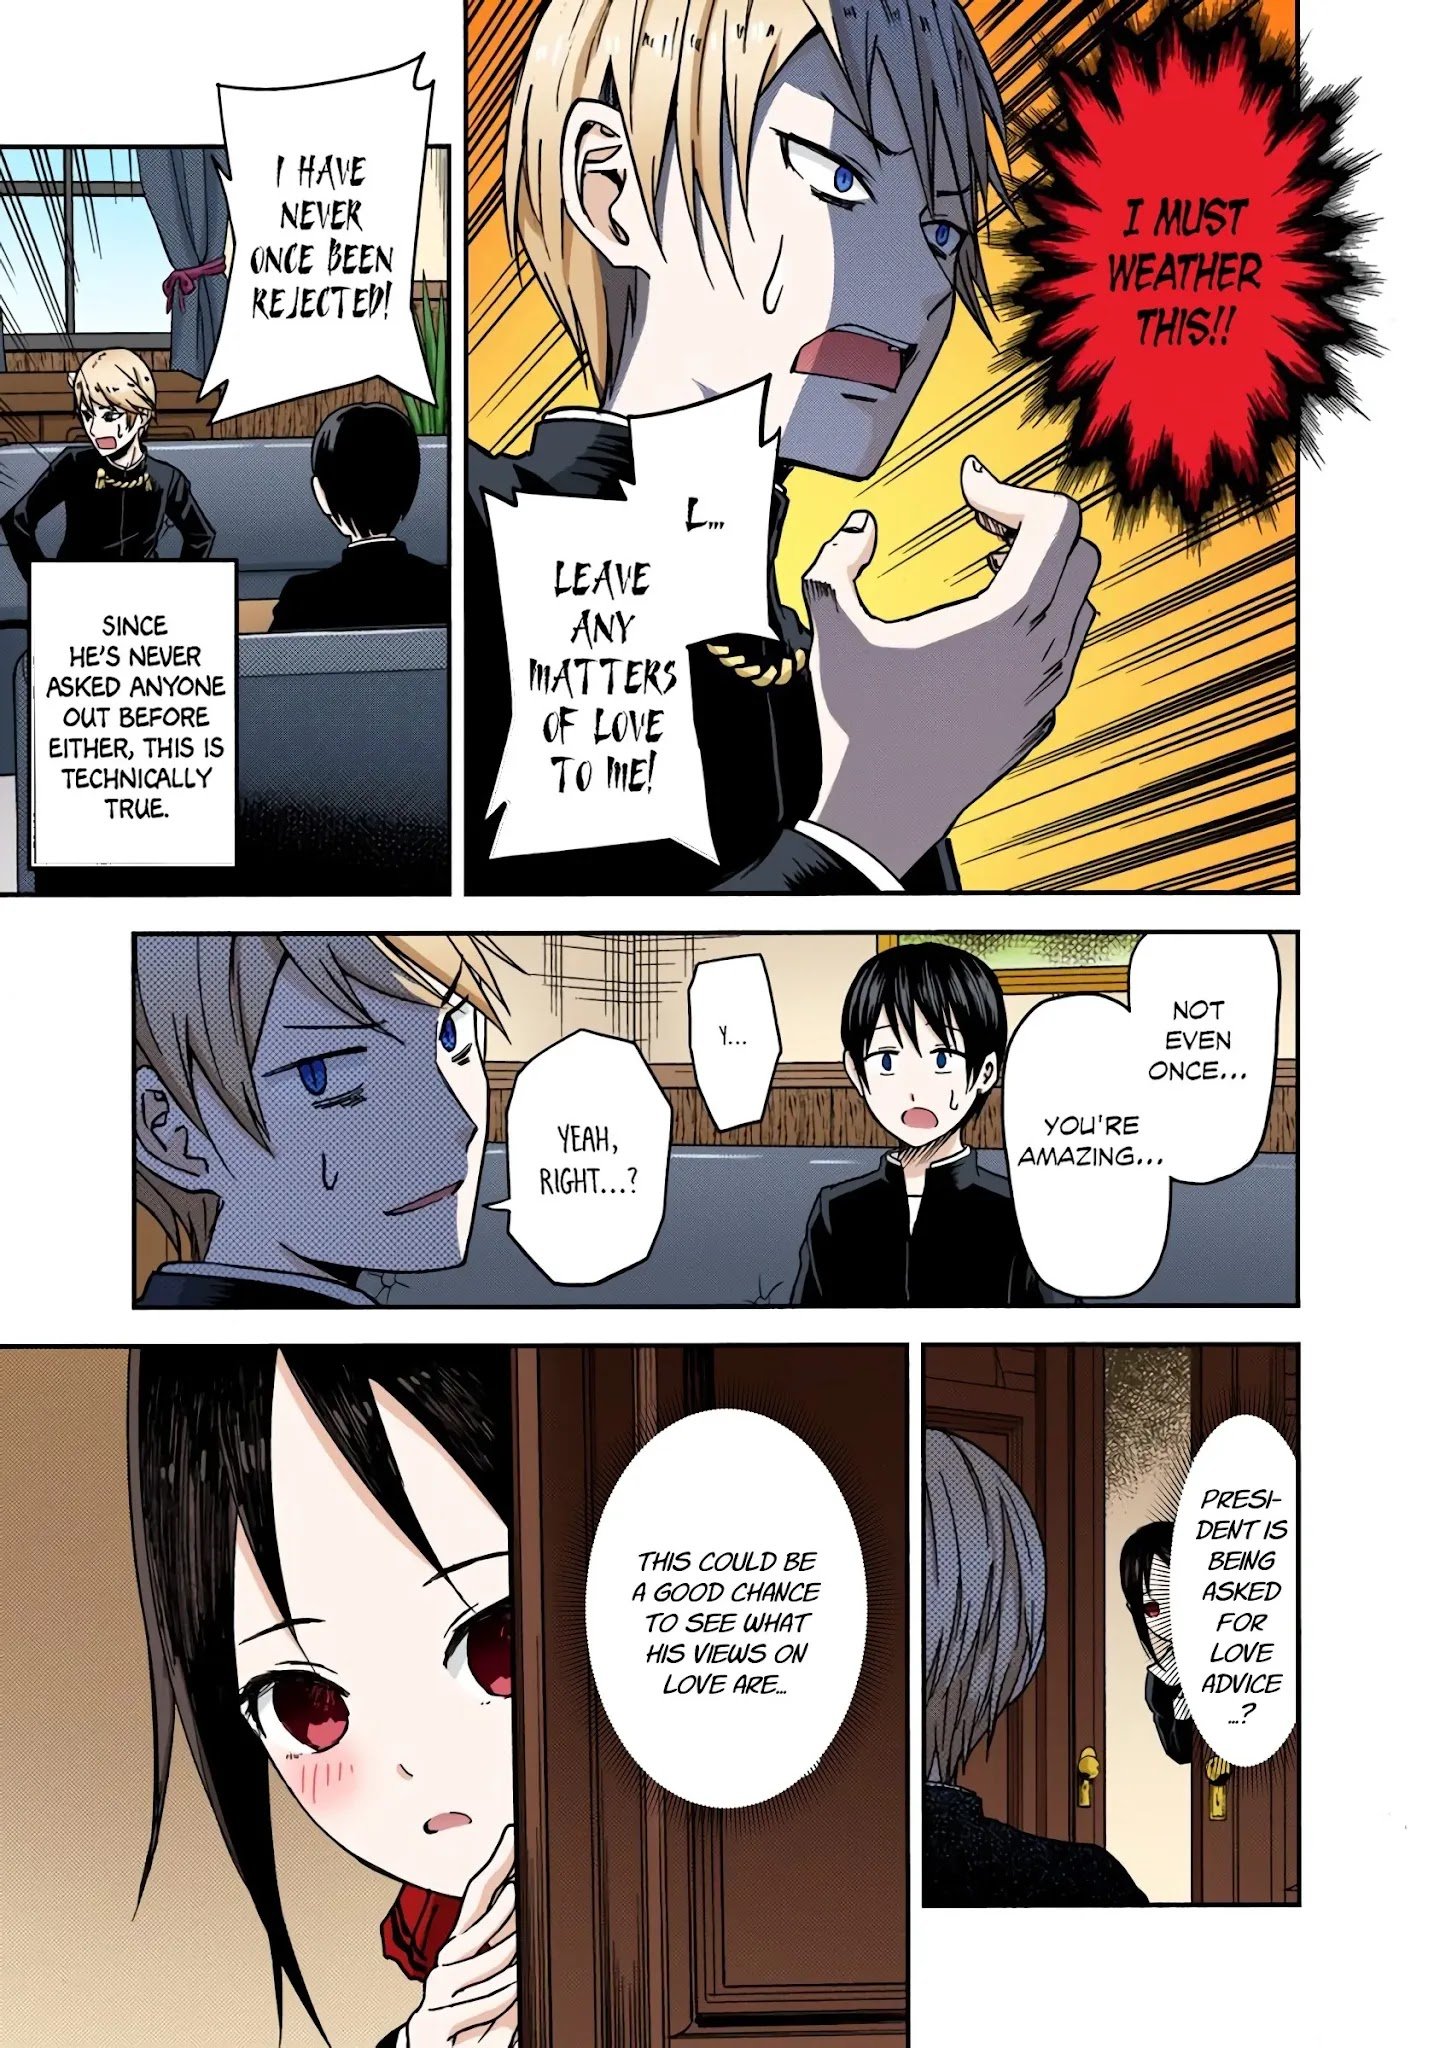 I MUST
WEATHER
THIS!!
L...
LEAVE
ANY
MATTERS
OF LOVE
TO ME!
I HAVE
NEVER
ONCE BEEN
REJECTED!
SINCE
HE'S NEVER
ASKED ANYONE
OUT BEFORE
EITHER, THIS IS
TECHNICALLY
TRUE.
NOT
EVEN
ONCE...
YOU'RE
AMAZING...
Y...
YEAH,
RIGHT...?
PRESI-
DENT IS
BEING
ASKED
FOR
LOVE
ADVICE
...?
THIS COULD BE
A GOOD CHANCE
TO SEE WHAT
HIS VIEWS ON
LOVE ARE...